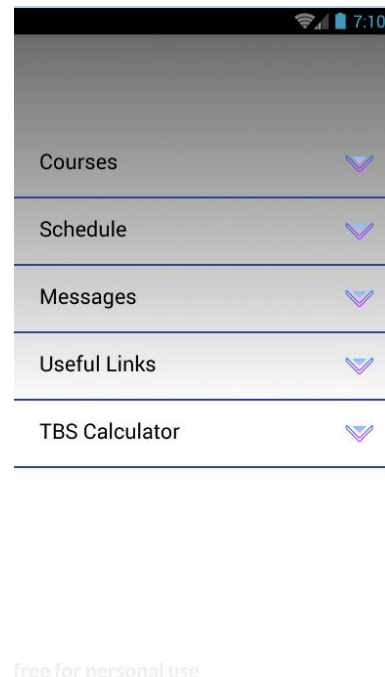 7:10
Courses
Schedule
Messages
Useful Links
TBS Calculator
free for personal use